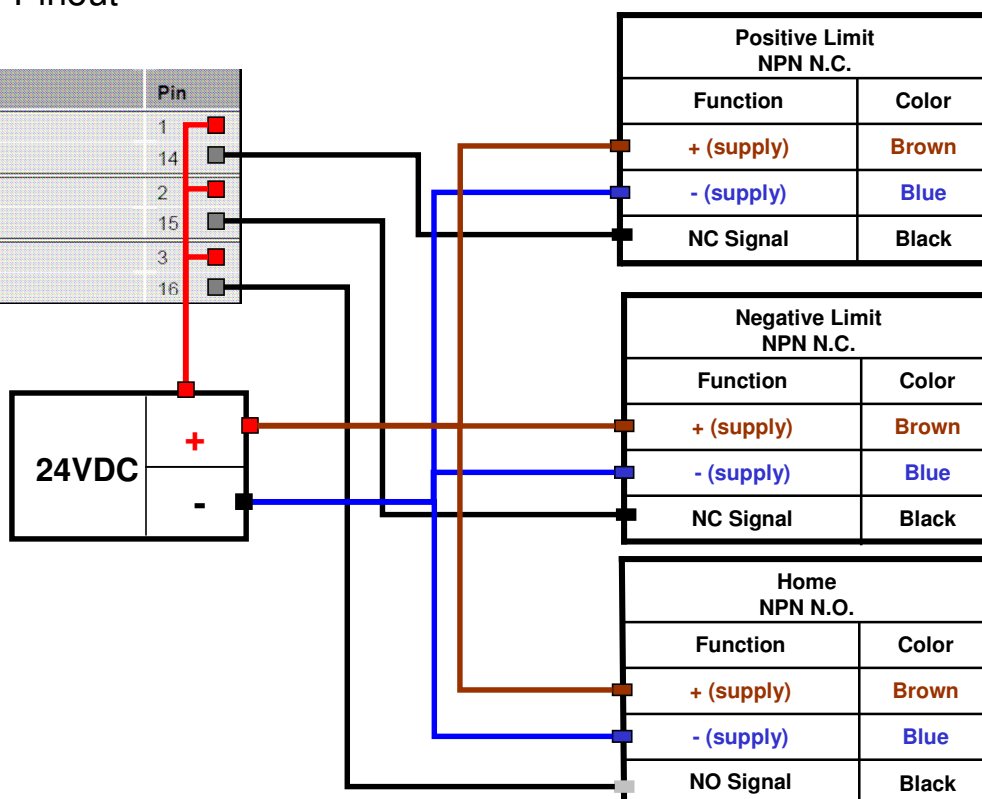 Pin
1
14
2
15
3
16
24VDC
+
-
Positive Limit
NPN N.C.
Function Color
+ (supply) Brown
- (supply) Blue
NC Signal Black
Negative Limit
NPN N.C.
Function Color
+ (supply) Brown
- (supply) Blue
NC Signal Black
Home
NPN N.O.
Function Color
+ (supply) Brown
- (supply) Blue
NO Signal Black